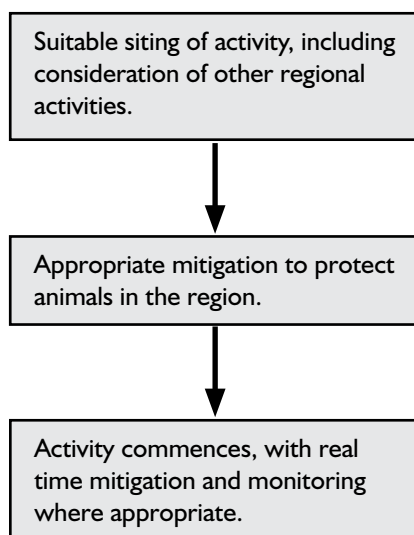 Suitable siting of activity, including
consideration of other regional
activities.
Appropriate mitigation to protect
animals in the region.
Activity commences, with real
time mitigation and monitoring
where appropriate.